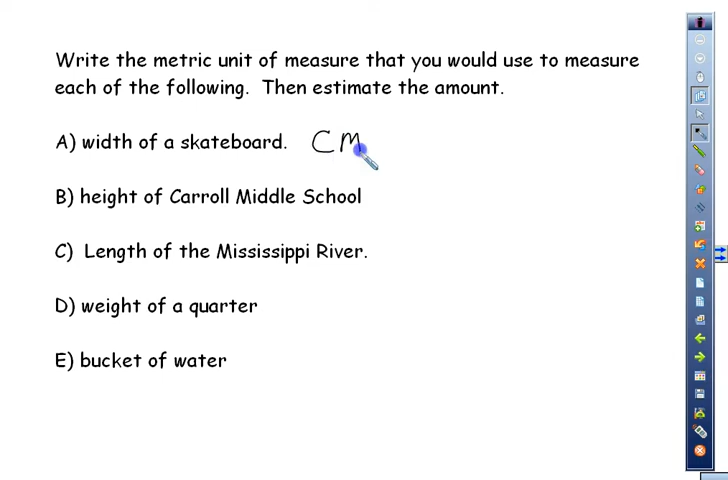 Write the metric unit of measure that you would use to measure
each of the following. Then estimate the amount.
A) width of a skateboard. CM
B) height of Carroll Middle School
C) Length of the Mississippi River.
D) weight of a quarter
E) bucket of water